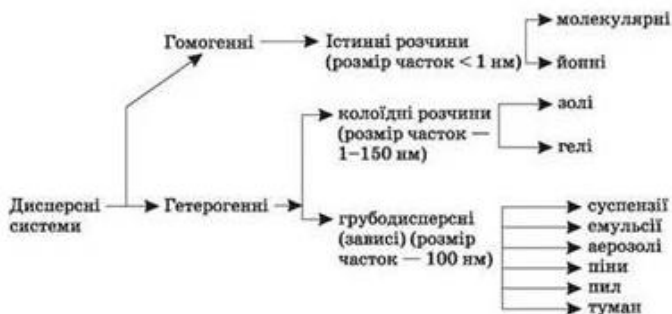 Гомогенні
Істинні розчини
(розмір часток < 1 нм)
молекулярні
йонні
колоїдні розчини
(розмір часток —
1–150 нм)
золі
гелі
Дисперсні
системи
Гетерогенні
грубодисперсні
(зависі) (розмір
часток — 100 нм)
суспензії
емульсії
аерозолі
піни
пил
туман